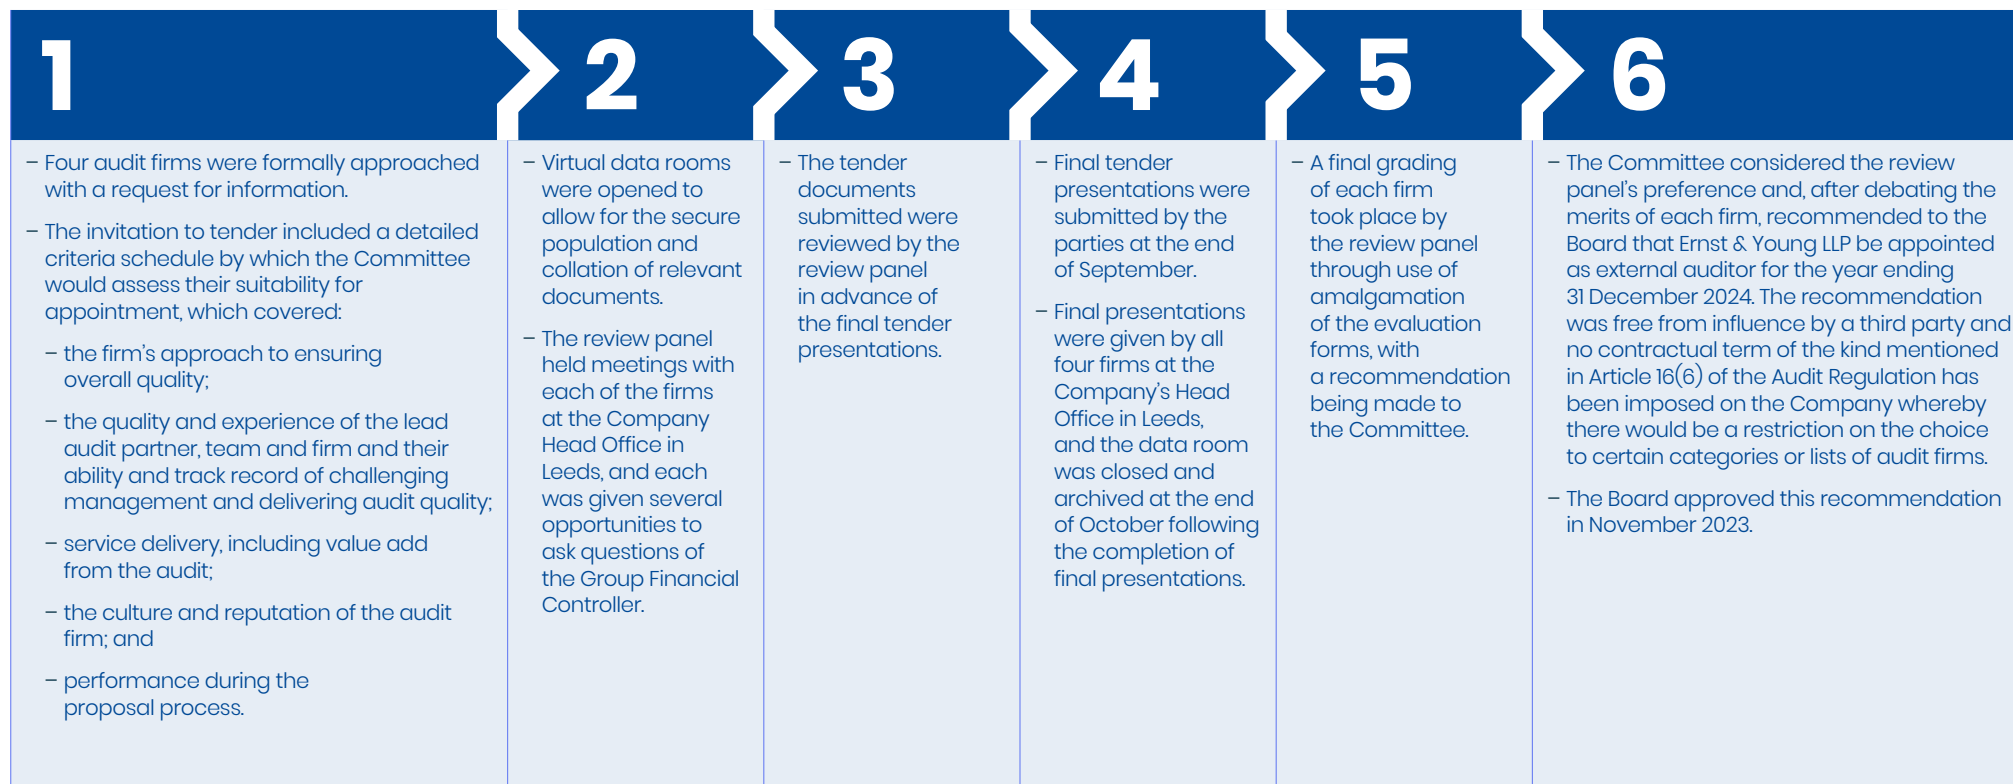 1
– Four audit firms were formally approached
with a request for information.
– The invitation to tender included a detailed
criteria schedule by which the Committee
would assess their suitability for
appointment, which covered:
– the firm’s approach to ensuring
overall quality;
– the quality and experience of the lead
audit partner, team and firm and their
ability and track record of challenging
management and delivering audit quality;
– service delivery, including value add
from the audit;
– the culture and reputation of the audit
firm; and
– performance during the
proposal process.
2
– Virtual data rooms
were opened to
allow for the secure
population and
collation of relevant
documents.
– The review panel
held meetings with
each of the firms
at the Company
Head Office in
Leeds, and each
was given several
opportunities to
ask questions of
the Group Financial
Controller.
3
– The tender
documents
submitted were
reviewed by the
review panel
in advance of
the final tender
presentations.
4
– Final tender
presentations were
submitted by the
parties at the end
of September.
– Final presentations
were given by all
four firms at the
Company’s Head
Office in Leeds,
and the data room
was closed and
archived at the end
of October following
the completion of
final presentations.
5
– A final grading
of each firm
took place by
the review panel
through use of
amalgamation
of the evaluation
forms, with
a recommendation
being made to
the Committee.
6
– The Committee considered the review
panel’s preference and, after debating the
merits of each firm, recommended to the
Board that Ernst & Young LLP be appointed
as external auditor for the year ending
31 December 2024. The recommendation
was free from influence by a third party and
no contractual term of the kind mentioned
in Article 16(6) of the Audit Regulation has
been imposed on the Company whereby
there would be a restriction on the choice
to certain categories or lists of audit firms.
– The Board approved this recommendation
in November 2023.